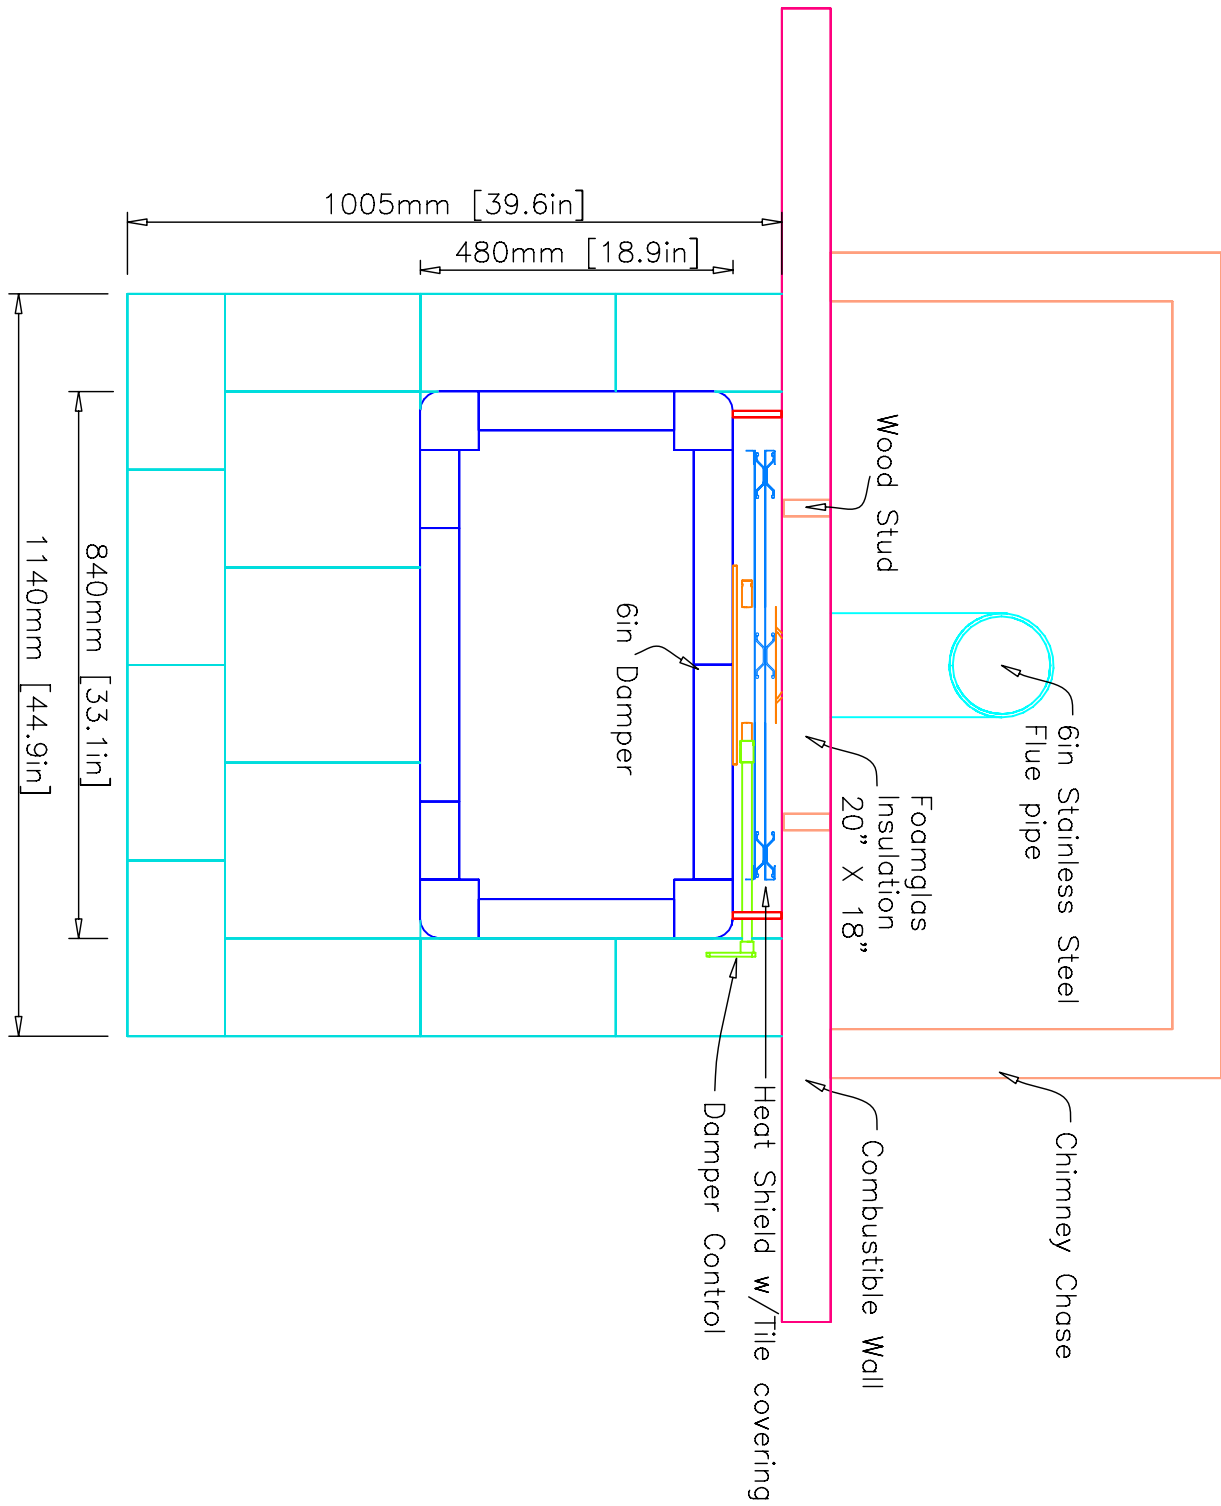 1005mm [39.6in]
480mm [18.9in]
Wood Stud
6in Damper
6in Stainless Steel
Flue pipe
Foamglas
Insulation
20” X 18”
840mm [33.1in]
1140mm [44.9in]
Chimney Chase
Combustible Wall
Heat Shield w/Tile covering
Damper Control